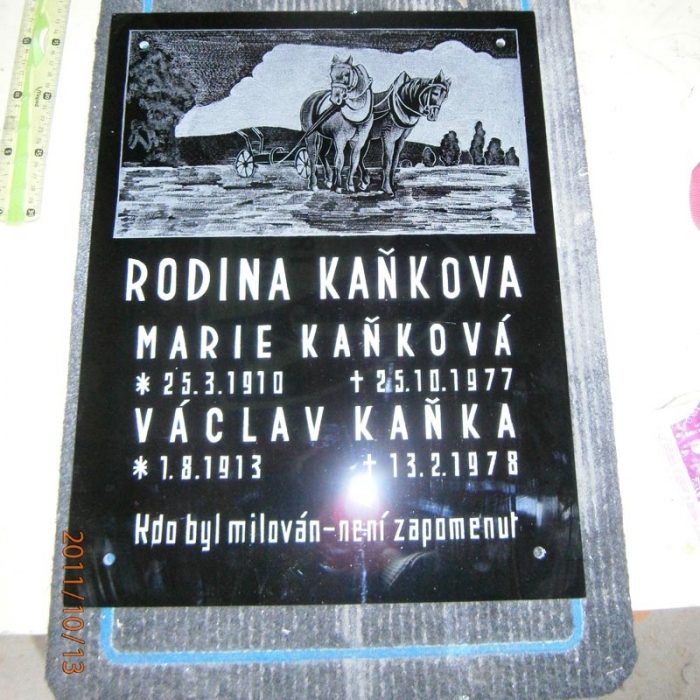 RODINA KAŇKOVA
MARIE KAŇKOVÁ
* 25.3.1910 † 25.10.1977
VÁCLAV KAŇKA
* 1.8.1913 † 13.2.1978
Kdo byl milován-není zapomenut
2011/10/13